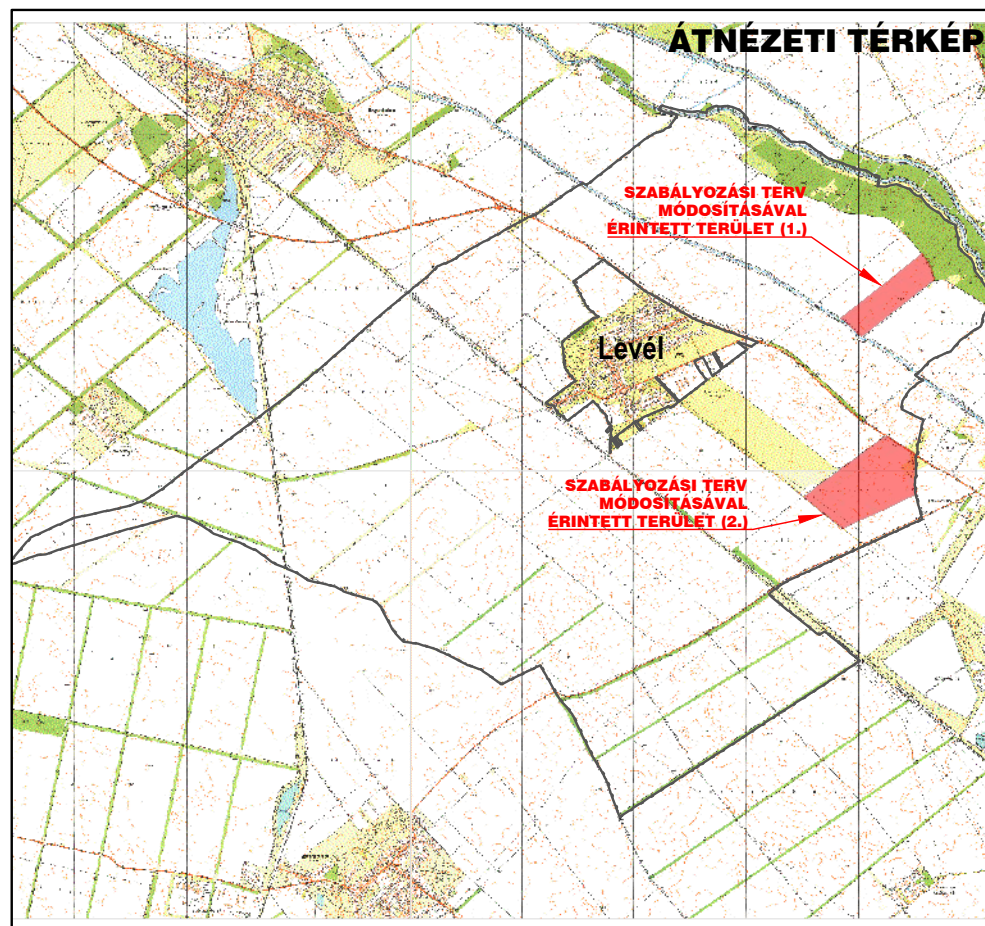 ÁTNÉZETI TÉRKÉP
SZABÁLYOZÁSI TERV
MÓDOSÍTÁSÁVAL
ÉRINTETT TERÜLET (1.)
Levél
SZABÁLYOZÁSI TERV
MÓDOSÍTÁSÁVAL
ÉRINTETT TERÜLET (2.)